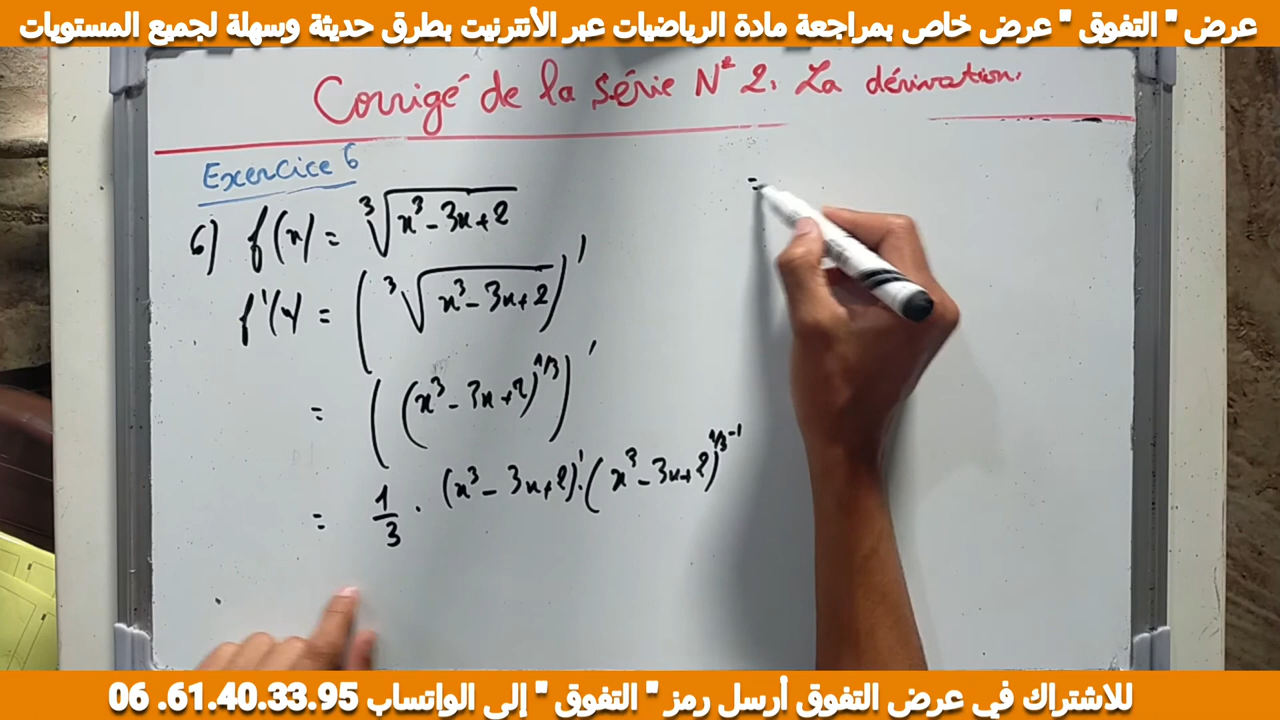 عرض " التفوق " عرض خاص بمراجعة مادة الرياضيات عبر الأنترنيت بطرق حديثة وسهلة لجميع المستويات
Corrigé de la série N° 2. La dérivation.
Exercice 6
6) f(x) = ∛(x³-3x+2)
f'(x) = (∛(x³-3x+2))'
= ((x³-3x+2)^1/3)'
= 1/3 . (x³-3x+2)'.(x³-3x+2)^1/3-1
=
للاشتراك في عرض التفوق أرسل رمز " التفوق " إلى الواتساب 06 .61.40.33.95